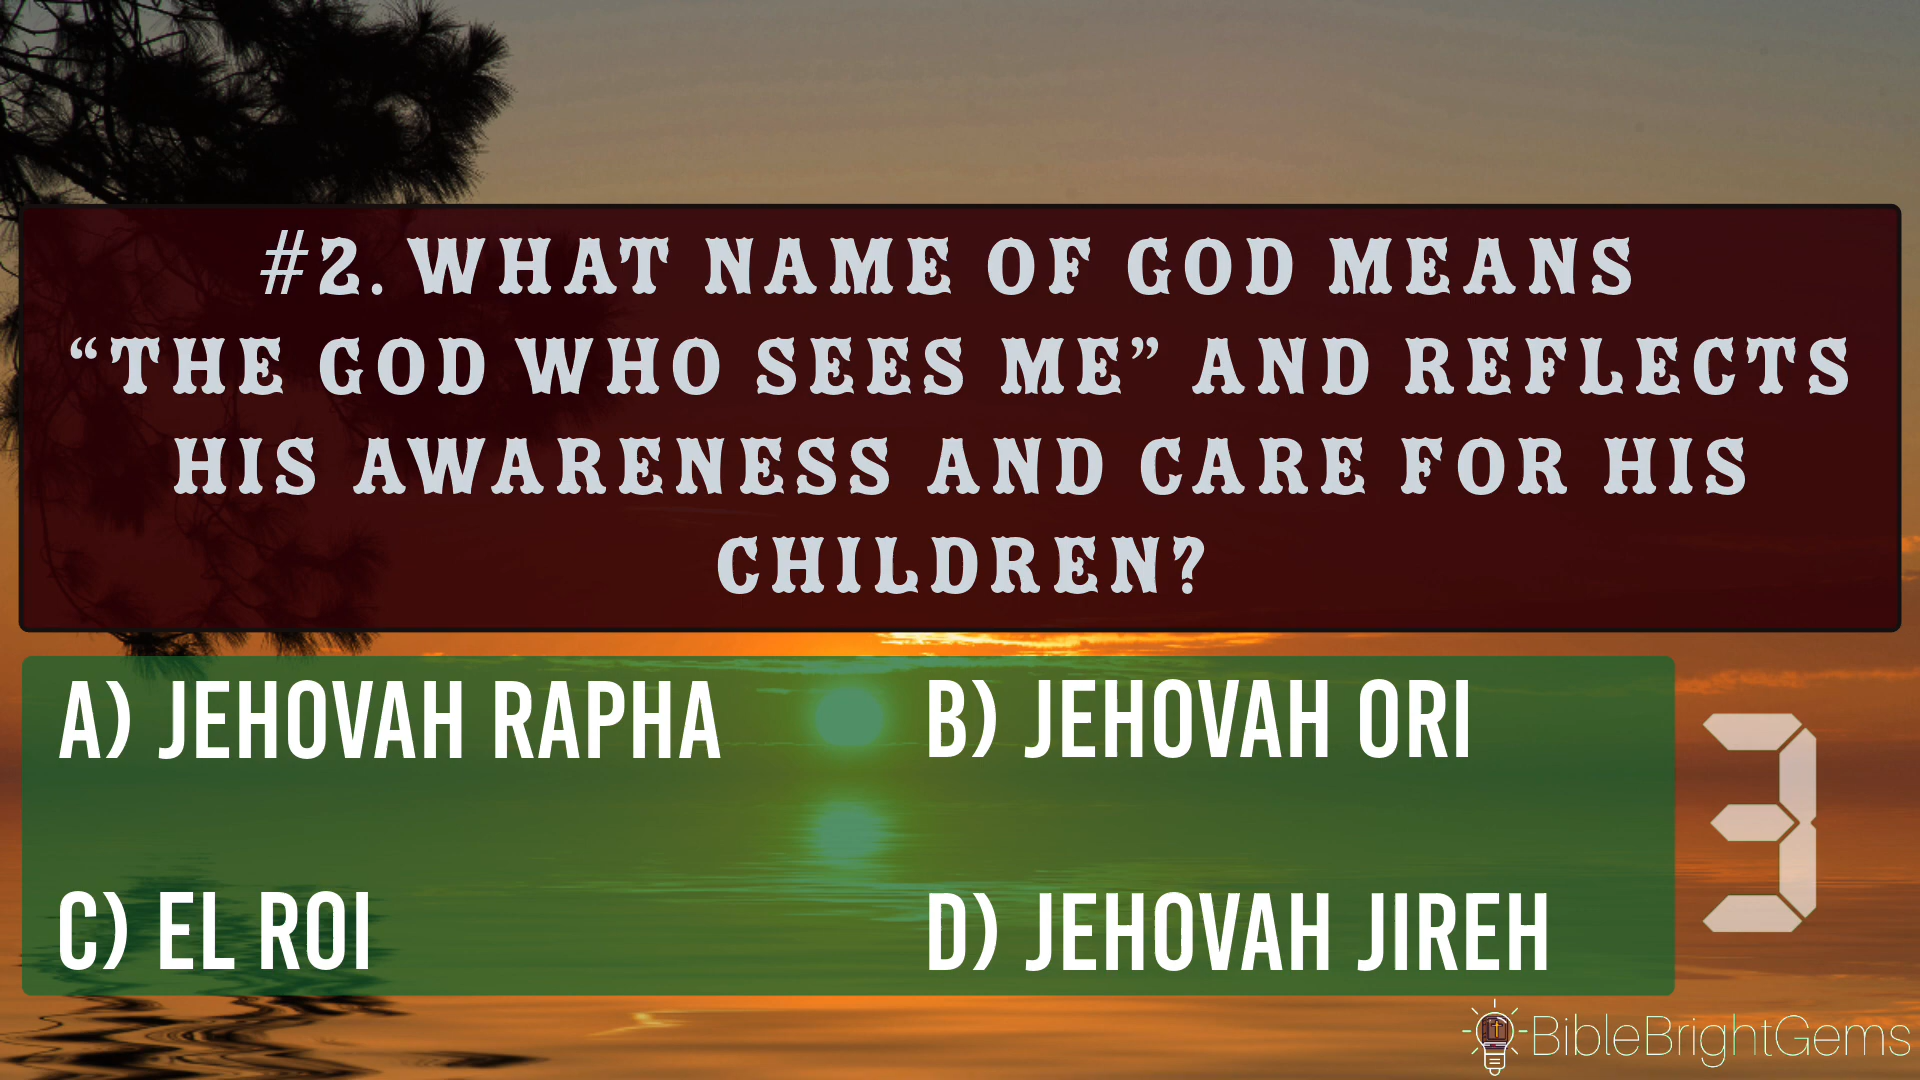 #2. WHAT NAME OF GOD MEANS
“THE GOD WHO SEES ME” AND REFLECTS
HIS AWARENESS AND CARE FOR HIS
CHILDREN?
A) JEHOVAH RAPHA
B) JEHOVAH ORI
C) EL ROI
D) JEHOVAH JIREH
3
BibleBrightGems